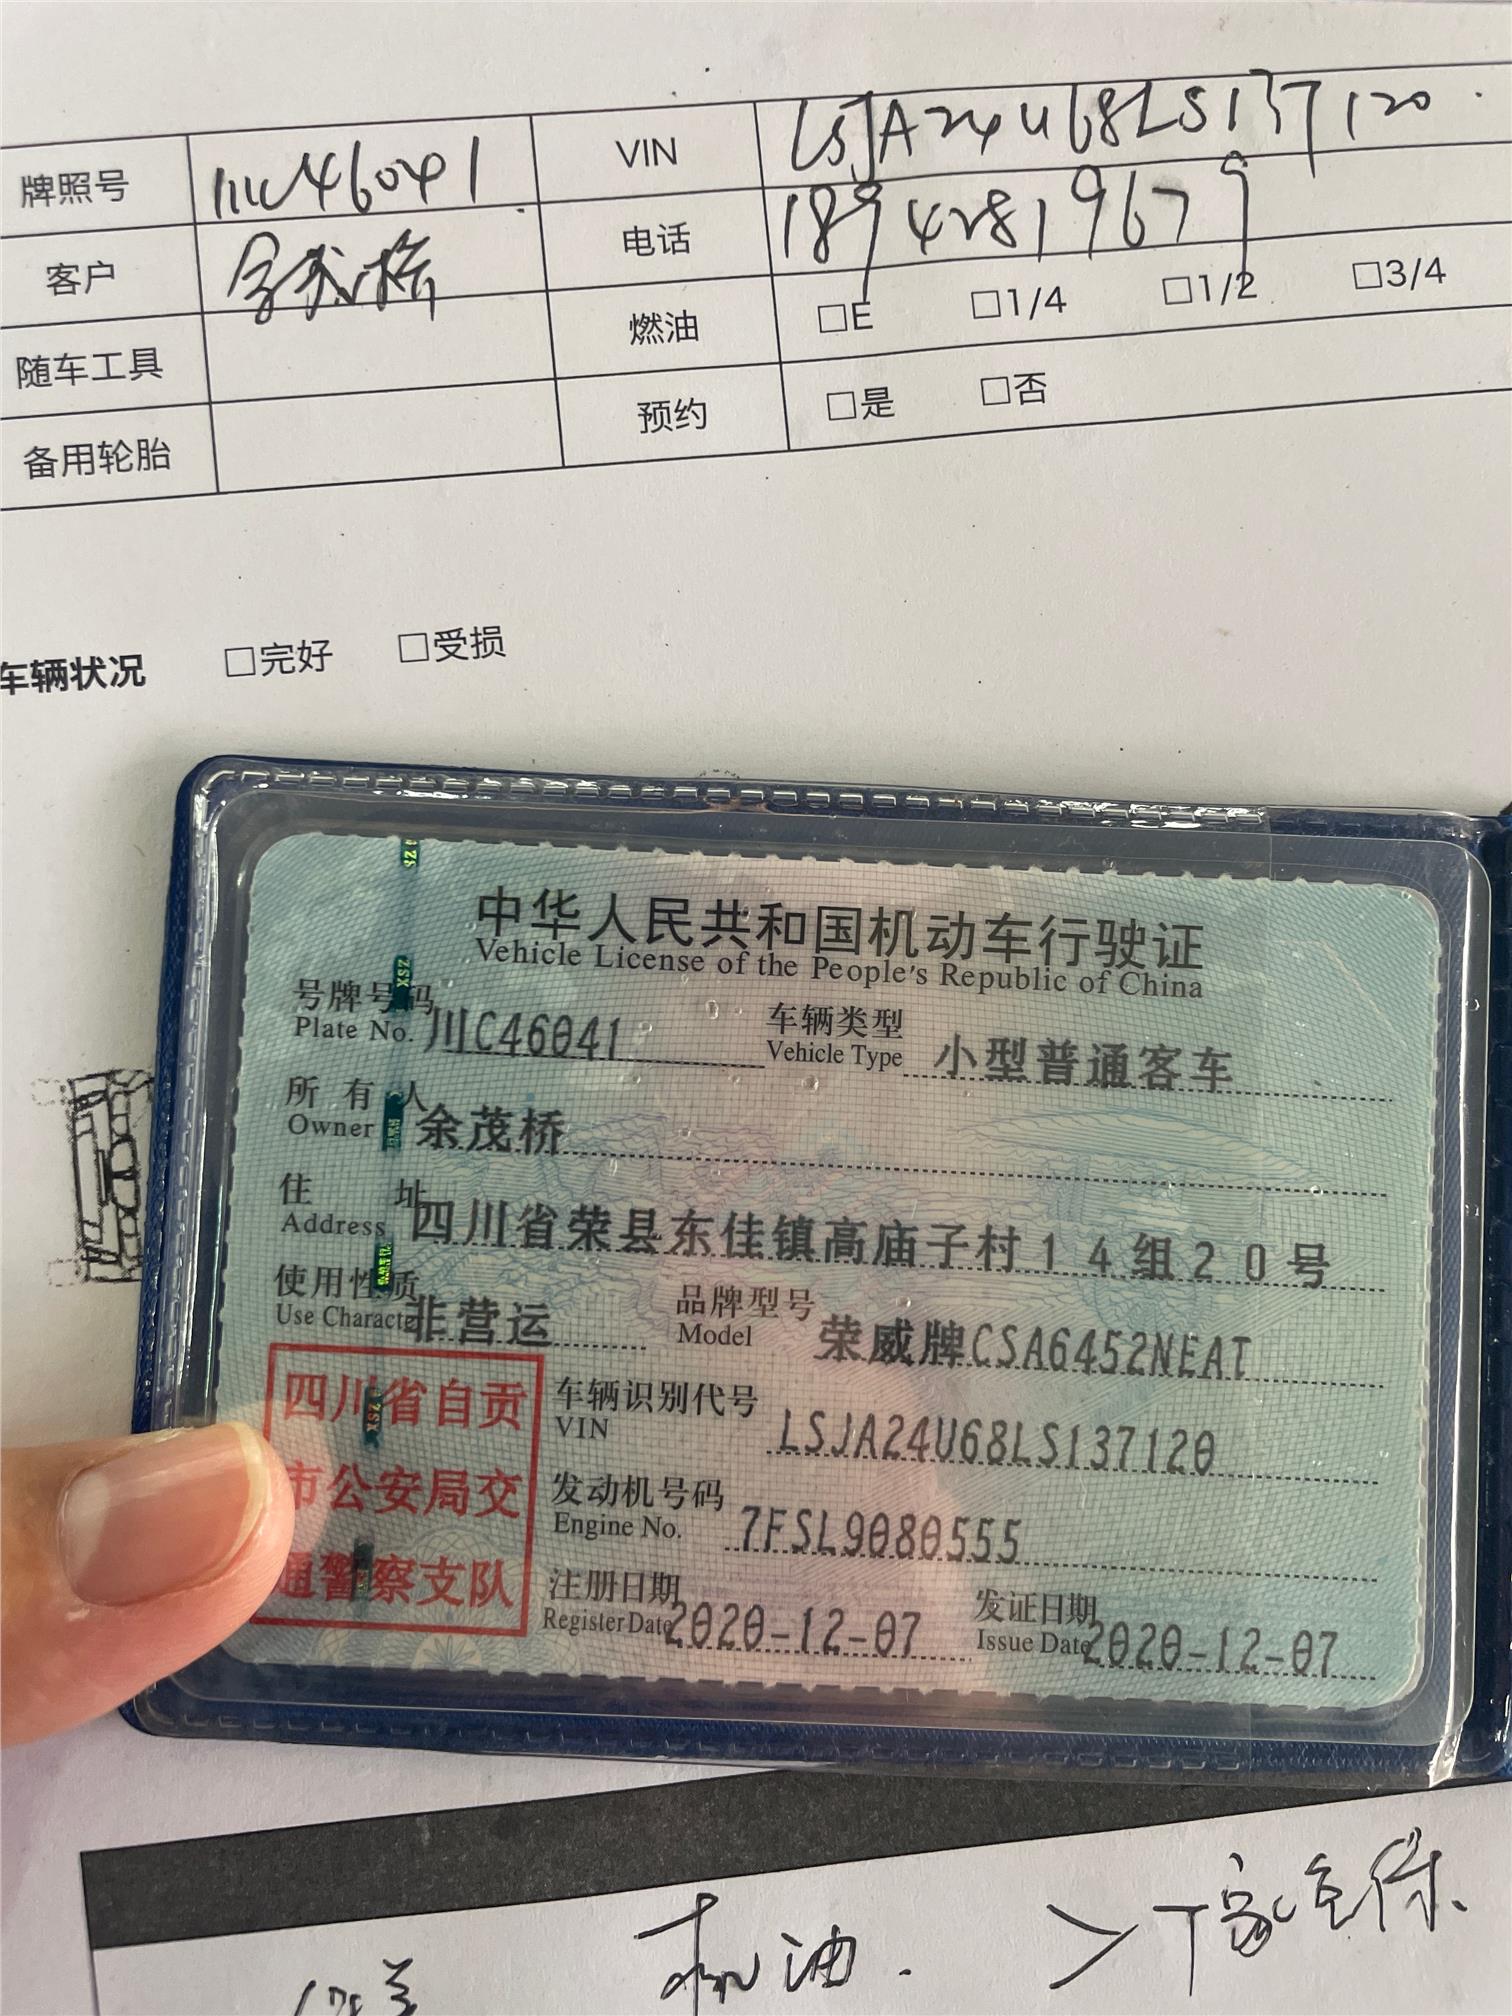 牌照号 川C46041 VIN LSJA24U68LS137120
客户 余茂桥 电话 18942819679
随车工具 燃油 □E □1/4 □1/2 □3/4
备用轮胎 预约 □是 □否
车辆状况 □完好 □受损
中华人民共和国机动车行驶证
Vehicle License of the People's Republic of China
号牌号码 川C46041 车辆类型 小型普通客车
Plate No. Vehicle Type
所有人 余茂桥
Owner
住址 四川省荣县东佳镇高庙子村14组20号
Address
使用性质 非营运 品牌型号 荣威牌CSA6452NEAT
Use Characte Model
四川省自贡
市公安局交
通警察支队
车辆识别代号 LSJA24U68LS137120
VIN
发动机号码 7FSL9080555
Engine No.
注册日期 2020-12-07 发证日期 2020-12-07
Register Date Issue Date
机油.